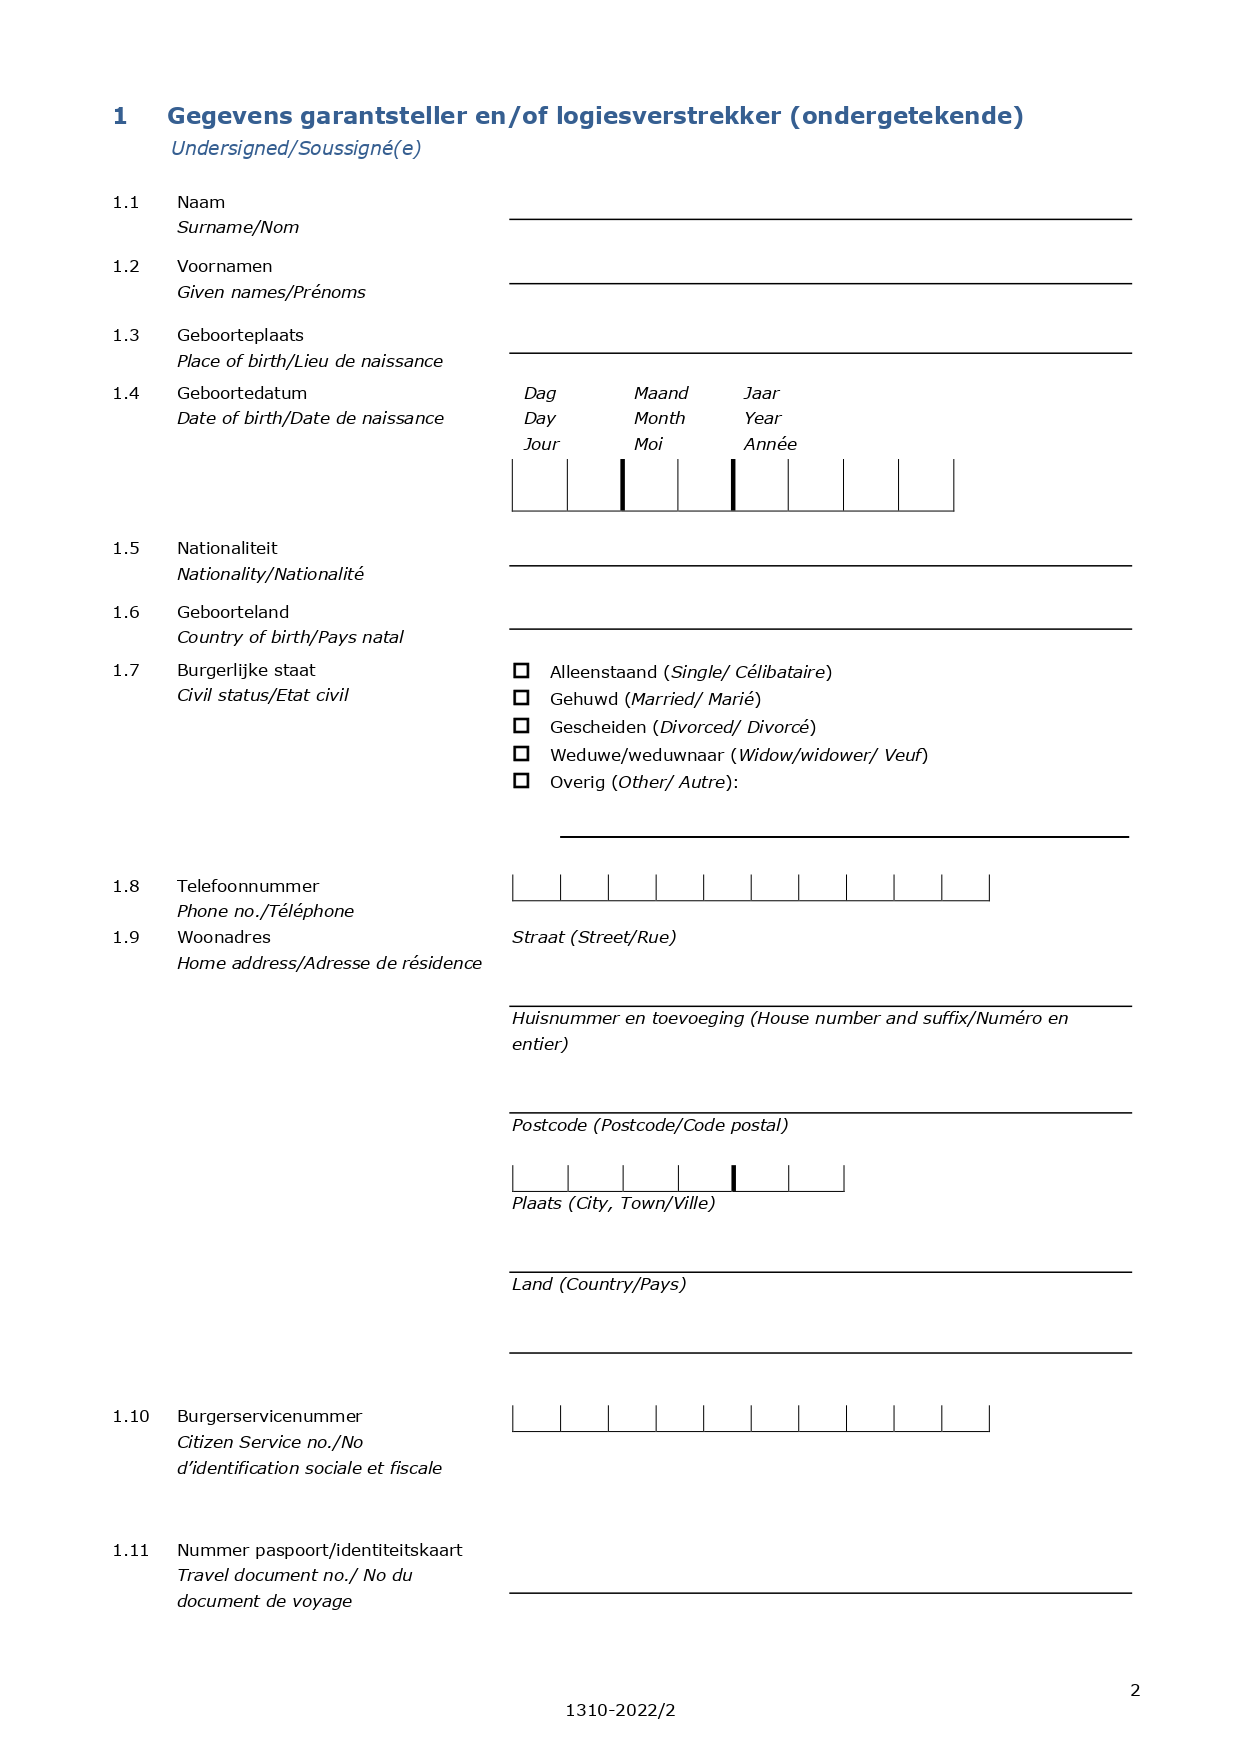 1 Gegevens garantsteller en/of logiesverstrekker (ondergetekende)
Undersigned/Soussigné(e)
1.1 Naam
Surname/Nom
1.2 Voornamen
Given names/Prénoms
1.3 Geboorteplaats
Place of birth/Lieu de naissance
1.4 Geboortedatum Dag Maand Jaar
Date of birth/Date de naissance Day Month Year
Jour Moi Année
1.5 Nationaliteit
Nationality/Nationalité
1.6 Geboorteland
Country of birth/Pays natal
1.7 Burgerlijke staat Alleenstaand (Single/ Célibataire)
Civil status/Etat civil Gehuwd (Married/ Marié)
Gescheiden (Divorced/ Divorcé)
Weduwe/weduwnaar (Widow/widower/ Veuf)
Overig (Other/ Autre):
1.8 Telefoonnummer
Phone no./Téléphone
1.9 Woonadres Straat (Street/Rue)
Home address/Adresse de résidence
Huisnummer en toevoeging (House number and suffix/Numéro en
entier)
Postcode (Postcode/Code postal)
Plaats (City, Town/Ville)
Land (Country/Pays)
1.10 Burgerservicenummer
Citizen Service no./No
d’identification sociale et fiscale
1.11 Nummer paspoort/identiteitskaart
Travel document no./ No du
document de voyage
2
1310-2022/2